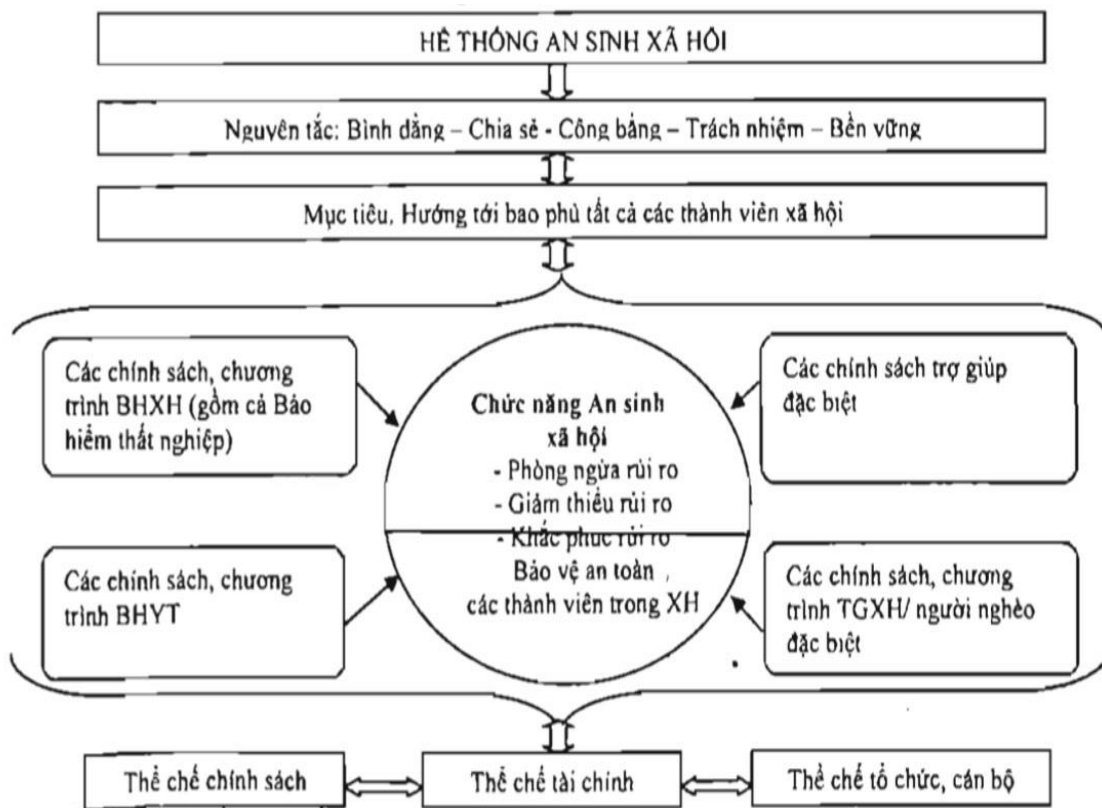 HỆ THỐNG AN SINH XÃ HỘI
Nguyên tắc: Bình đẳng – Chia sẻ - Công bằng – Trách nhiệm – Bền vững
Mục tiêu. Hướng tới bao phủ tất cả các thành viên xã hội
Các chính sách, chương
trình BHXH (gồm cả Bảo
hiểm thất nghiệp)
Chức năng An sinh
xã hội
- Phòng ngừa rủi ro
- Giảm thiểu rủi ro
- Khắc phục rủi ro
Bảo vệ an toàn
các thành viên trong XH
Các chính sách trợ giúp
đặc biệt
Các chính sách, chương
trình BHYT
Các chính sách, chương
trình TGXH/ người nghèo
đặc biệt
Thể chế chính sách
Thể chế tài chính
Thể chế tổ chức, cán bộ